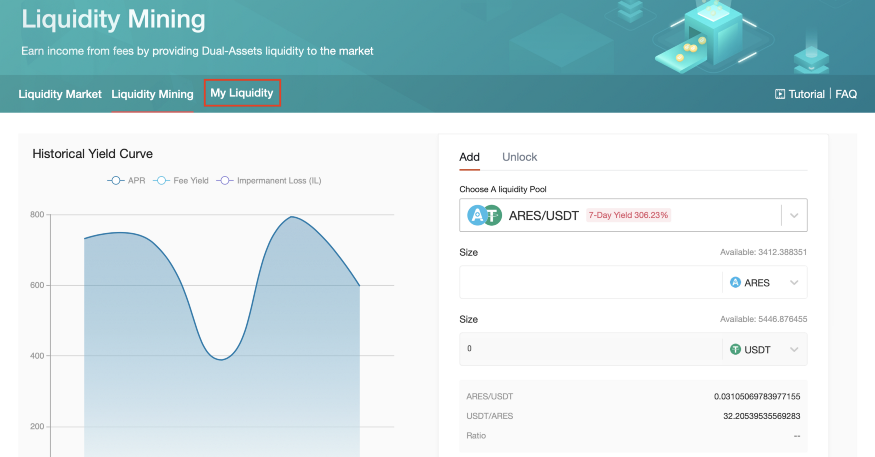 Liquidity Mining
Earn income from fees by providing Dual-Assets liquidity to the market
Liquidity Market Liquidity Mining My Liquidity Tutorial | FAQ
Historical Yield Curve
APR Fee Yield Impermanent Loss (IL)
800
600
400
200
Add Unlock
Choose A liquidity Pool
ARES/USDT 7-Day Yield 306.23%
Size Available: 3412.388351
ARES
Size Available: 5446.876455
0 USDT
ARES/USDT 0.03105069783977155
USDT/ARES 32.20539535569283
Ratio --